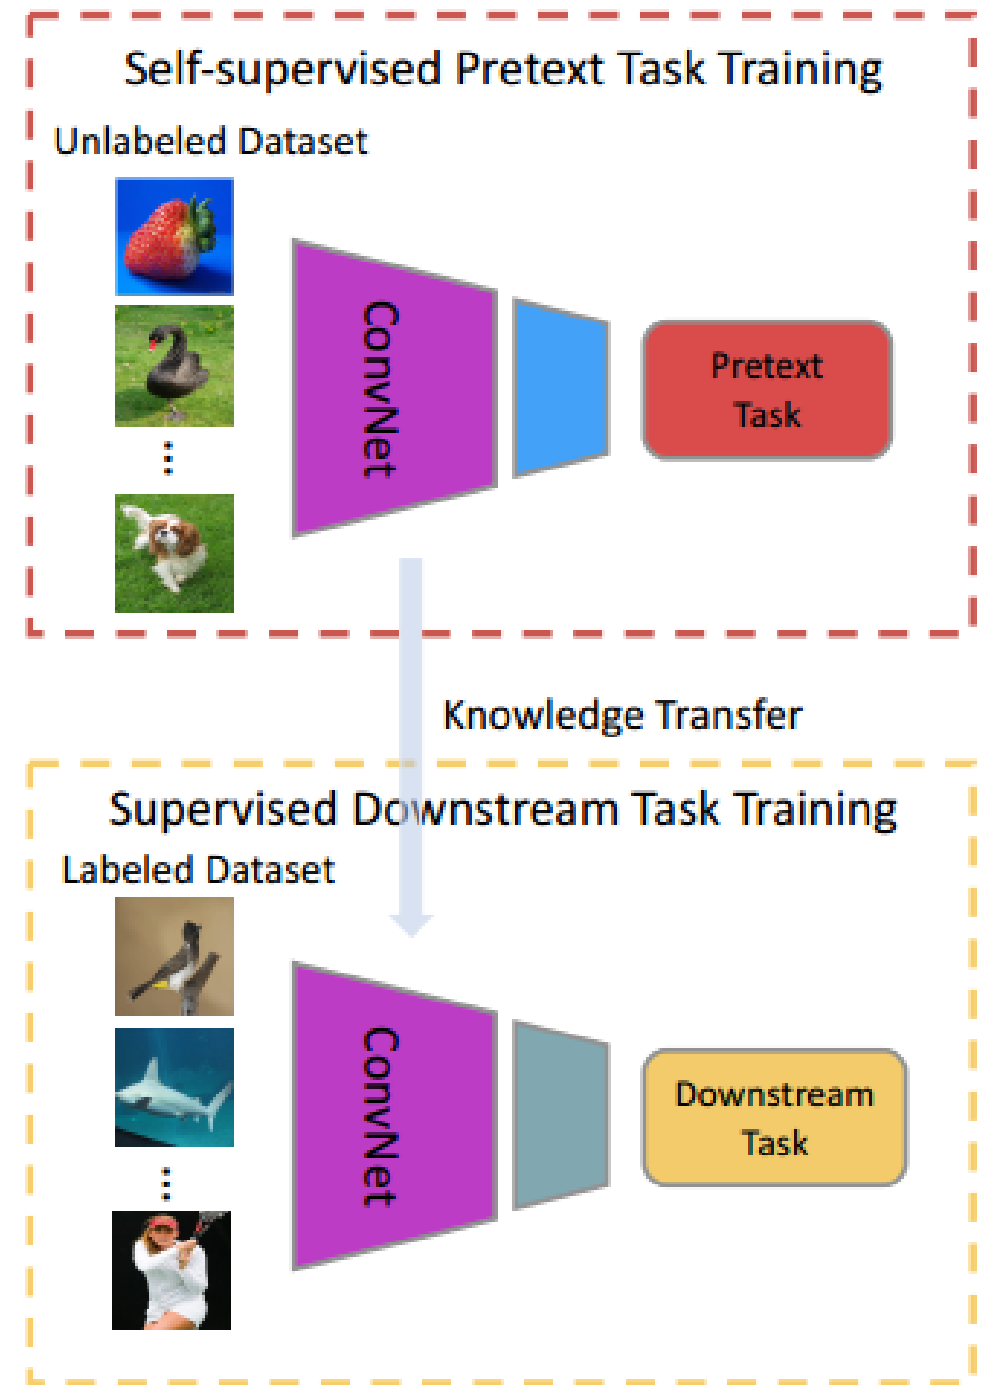 Self-supervised Pretext Task Training
Unlabeled Dataset
ConvNet
Pretext
Task
...
Knowledge Transfer
Supervised Downstream Task Training
Labeled Dataset
ConvNet
Downstream
Task
...